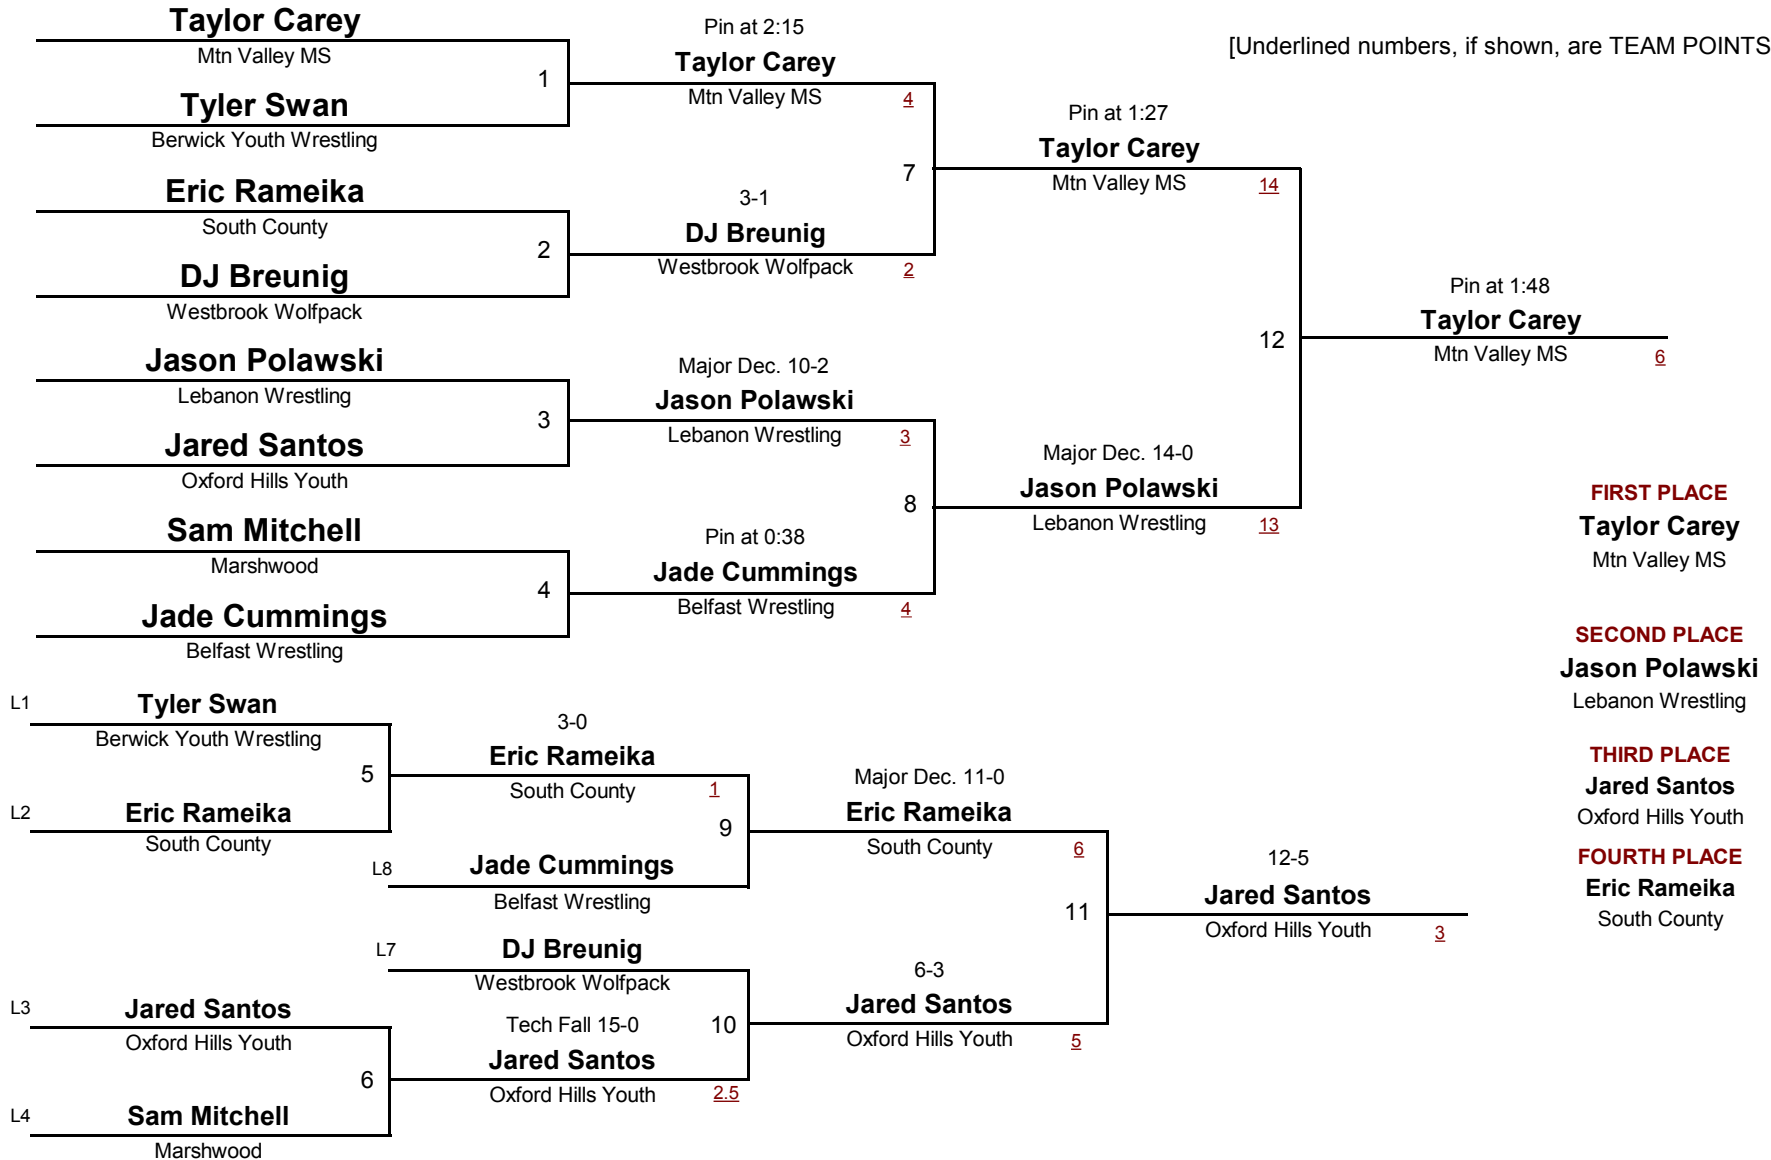 [Underlined numbers, if shown, are TEAM POINTS
Taylor Carey
Mtn Valley MS
1
Tyler Swan
Berwick Youth Wrestling
Eric Rameika
South County
2
DJ Breunig
Westbrook Wolfpack
Jason Polawski
Lebanon Wrestling
3
Jared Santos
Oxford Hills Youth
Sam Mitchell
Marshwood
4
Jade Cummings
Belfast Wrestling
Pin at 2:15
Taylor Carey
Mtn Valley MS 4
7
3-1
DJ Breunig
Westbrook Wolfpack 2
Major Dec. 10-2
Jason Polawski
Lebanon Wrestling 3
8
Pin at 0:38
Jade Cummings
Belfast Wrestling 4
Pin at 1:27
Taylor Carey
Mtn Valley MS 14
12
Major Dec. 14-0
Jason Polawski
Lebanon Wrestling 13
Pin at 1:48
Taylor Carey
Mtn Valley MS 6
L1 Tyler Swan
Berwick Youth Wrestling
5
L2 Eric Rameika
South County
L3 Jared Santos
Oxford Hills Youth
6
L4 Sam Mitchell
Marshwood
3-0
Eric Rameika
South County 1
9
L8 Jade Cummings
Belfast Wrestling
L7 DJ Breunig
Westbrook Wolfpack
10
Tech Fall 15-0
Jared Santos
Oxford Hills Youth 2.5
Major Dec. 11-0
Eric Rameika
South County 6
11
6-3
Jared Santos
Oxford Hills Youth 5
12-5
Jared Santos
Oxford Hills Youth 3
FIRST PLACE
Taylor Carey
Mtn Valley MS
SECOND PLACE
Jason Polawski
Lebanon Wrestling
THIRD PLACE
Jared Santos
Oxford Hills Youth
FOURTH PLACE
Eric Rameika
South County